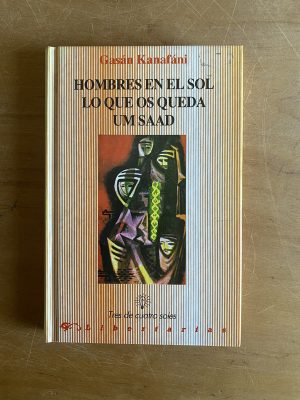 Gasán Kanafani
HOMBRES EN EL SOL
LO QUE OS QUEDA
UM SAAD
Tres de cuatro soles
Libertarias